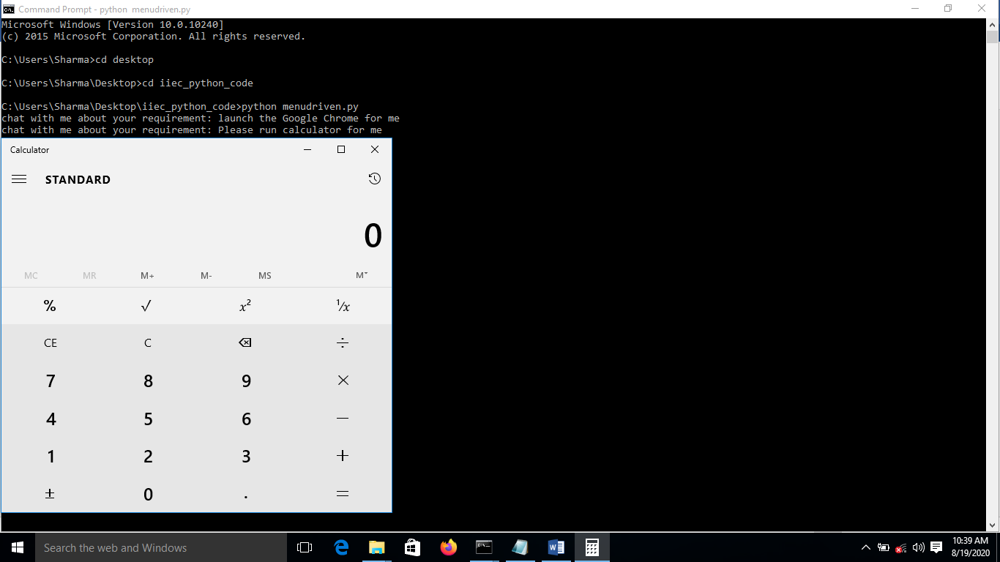 Command Prompt - python  menudriven.py
Microsoft Windows [Version 10.0.10240]
(c) 2015 Microsoft Corporation. All rights reserved.
C:\Users\Sharma>cd desktop
C:\Users\Sharma\Desktop>cd iiec_python_code
C:\Users\Sharma\Desktop\iiec_python_code>python menudriven.py
chat with me about your requirement: launch the Google Chrome for me
chat with me about your requirement: Please run calculator for me
Calculator
STANDARD
0
MC MR M+ M- MS M˅
% √ x² ¹/x
CE C ÷
7 8 9 ×
4 5 6 −
1 2 3 +
± 0 . =
Search the web and Windows
10:39 AM
8/19/2020